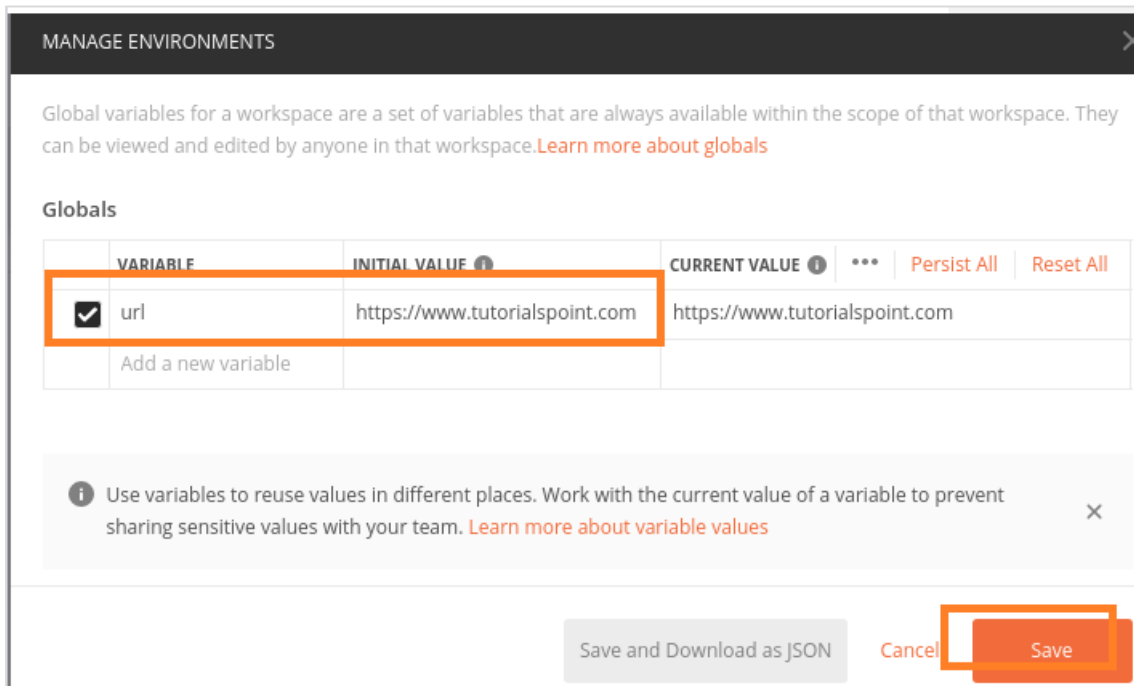 MANAGE ENVIRONMENTS
Global variables for a workspace are a set of variables that are always available within the scope of that workspace. They
can be viewed and edited by anyone in that workspace.Learn more about globals
Globals
VARIABLE INITIAL VALUE CURRENT VALUE ••• Persist All Reset All
url https://www.tutorialspoint.com https://www.tutorialspoint.com
Add a new variable
Use variables to reuse values in different places. Work with the current value of a variable to prevent
sharing sensitive values with your team. Learn more about variable values
Save and Download as JSON Cancel Save